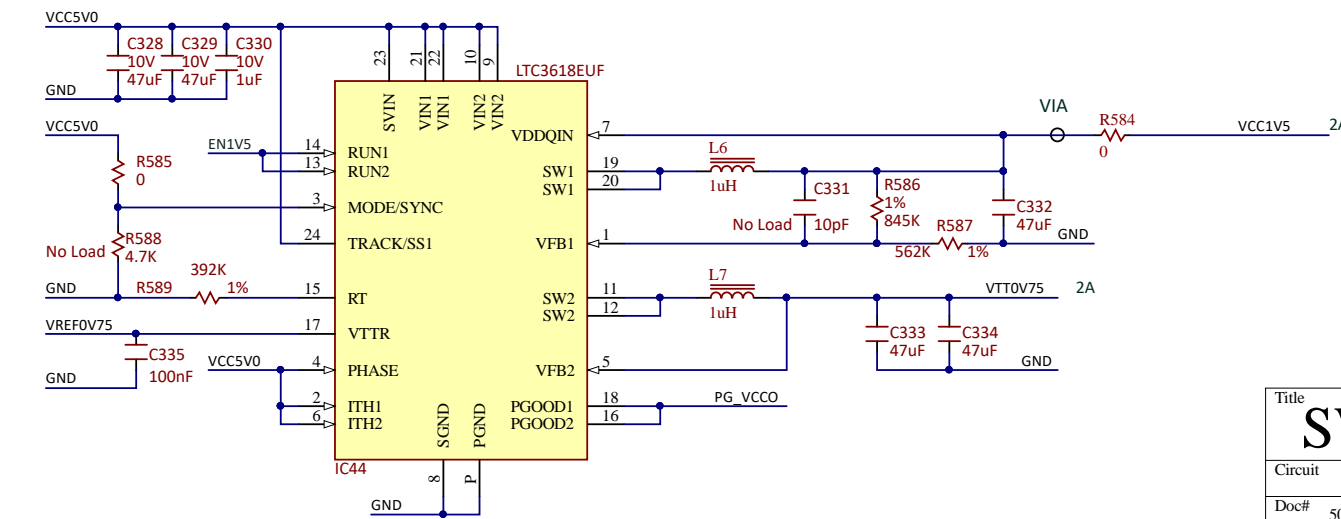 VCC5V0
C328 C329 C330
10V 10V 10V
47uF 47uF 1uF
GND
23 21 22 10 9
LTC3618EUF
SVIN VIN1 VIN1 VIN2 VIN2
VCC5V0
R585
0
EN1V5
14 RUN1
13 RUN2
3 MODE/SYNC
24 TRACK/SS1
No Load R588
4.7K
392K
GND R589 1%
15 RT
VREF0V75
17 VTTR
C335
100nF
GND
VCC5V0
4 PHASE
2 ITH1
6 ITH2
IC44
SGND PGND
8 P
GND
VDDQIN 7
VIA
R584
0
VCC1V5
SW1 19
SW1 20
L6
1uH
C331
No Load 10pF
R586
1%
845K
R587
562K 1%
C332
47uF
GND
VFB1 1
SW2 11
SW2 12
L7
1uH
VTT0V75 2A
C333 C334
47uF 47uF
GND
VFB2 5
PGOOD1 18
PGOOD2 16
PG_VCCO
Title
Circuit
Doc#